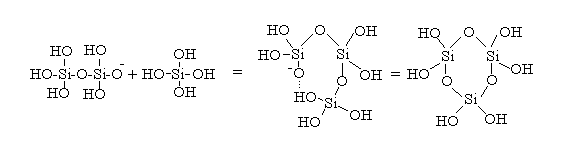 HO O OH O
HO HO OH HO Si Si Si Si
HO-Si-O-Si-O⁻ + HO-Si-OH = O⁻ OH = HO OH
HO HO OH O O O
HO Si Si
HO OH OH HO OH